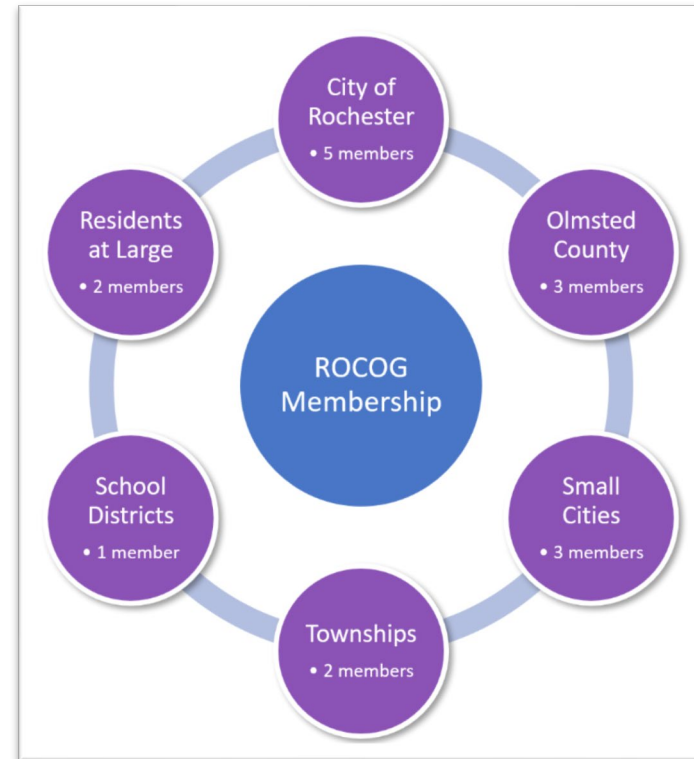 City of
Rochester
• 5 members
Olmsted
County
• 3 members
Small
Cities
• 3 members
Townships
• 2 members
School
Districts
• 1 member
Residents
at Large
• 2 members
ROCOG
Membership